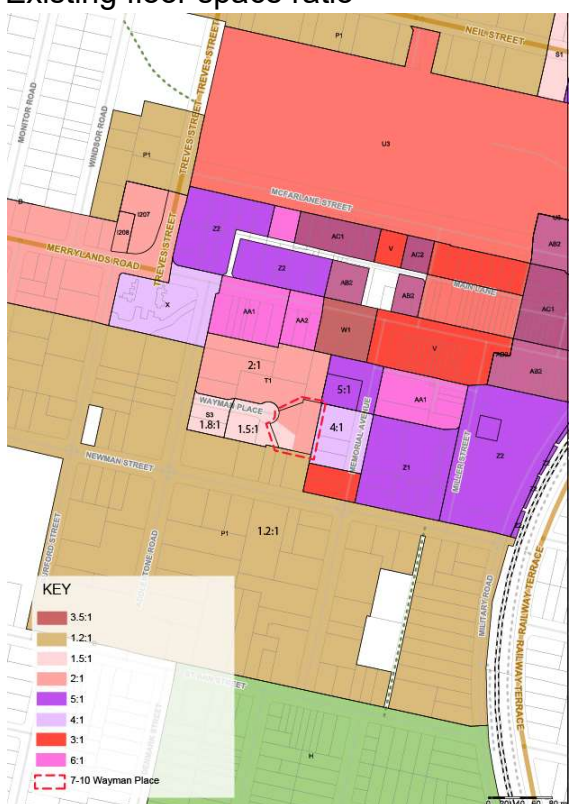 Existing floor space ratio
NEIL STREET
P1
S1
MONITOR ROAD
WINDSOR ROAD
TREVES STREET
TREVES STREET
U3
P1
MCFARLANE STREET
I207
I208
Z2
AC1
V
AC2
AB2
MERRYLANDS ROAD
TREVES STREET
Z2
AB2
AB2
MAIN LANE
AC1
X
AA1
AA2
W1
V
AB2
2:1
T1
5:1
AA1
WAYMAN PLACE
S3
1.8:1
1.5:1
4:1
MEMORIAL AVENUE
MILLER STREET
Z1
NEWMAN STREET
P1
1.2:1
MILITARY ROAD
RAILWAY TERRACE
RAILWAY TERRACE
KEY
3.5:1
1.2:1
1.5:1
2:1
5:1
4:1
3:1
6:1
7-10 Wayman Place
H